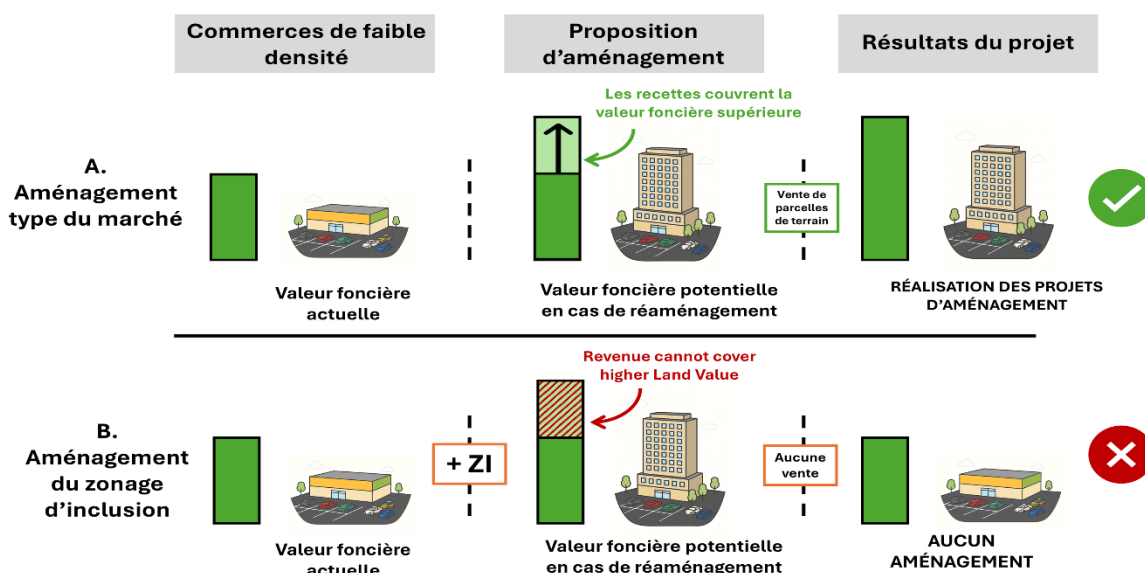 Commerces de faible
densité
Proposition
d'aménagement
Résultats du projet
Les recettes couvrent la
valeur foncière supérieure
A.
Aménagement
type du marché
Vente de
parcelles
de terrain
Valeur foncière
actuelle
Valeur foncière potentielle
en cas de réaménagement
RÉALISATION DES PROJETS
D'AMÉNAGEMENT
Revenue cannot cover
higher Land Value
B.
Aménagement
du zonage
d'inclusion
+ ZI
Aucune
vente
Valeur foncière
actuelle
Valeur foncière potentielle
en cas de réaménagement
AUCUN
AMÉNAGEMENT